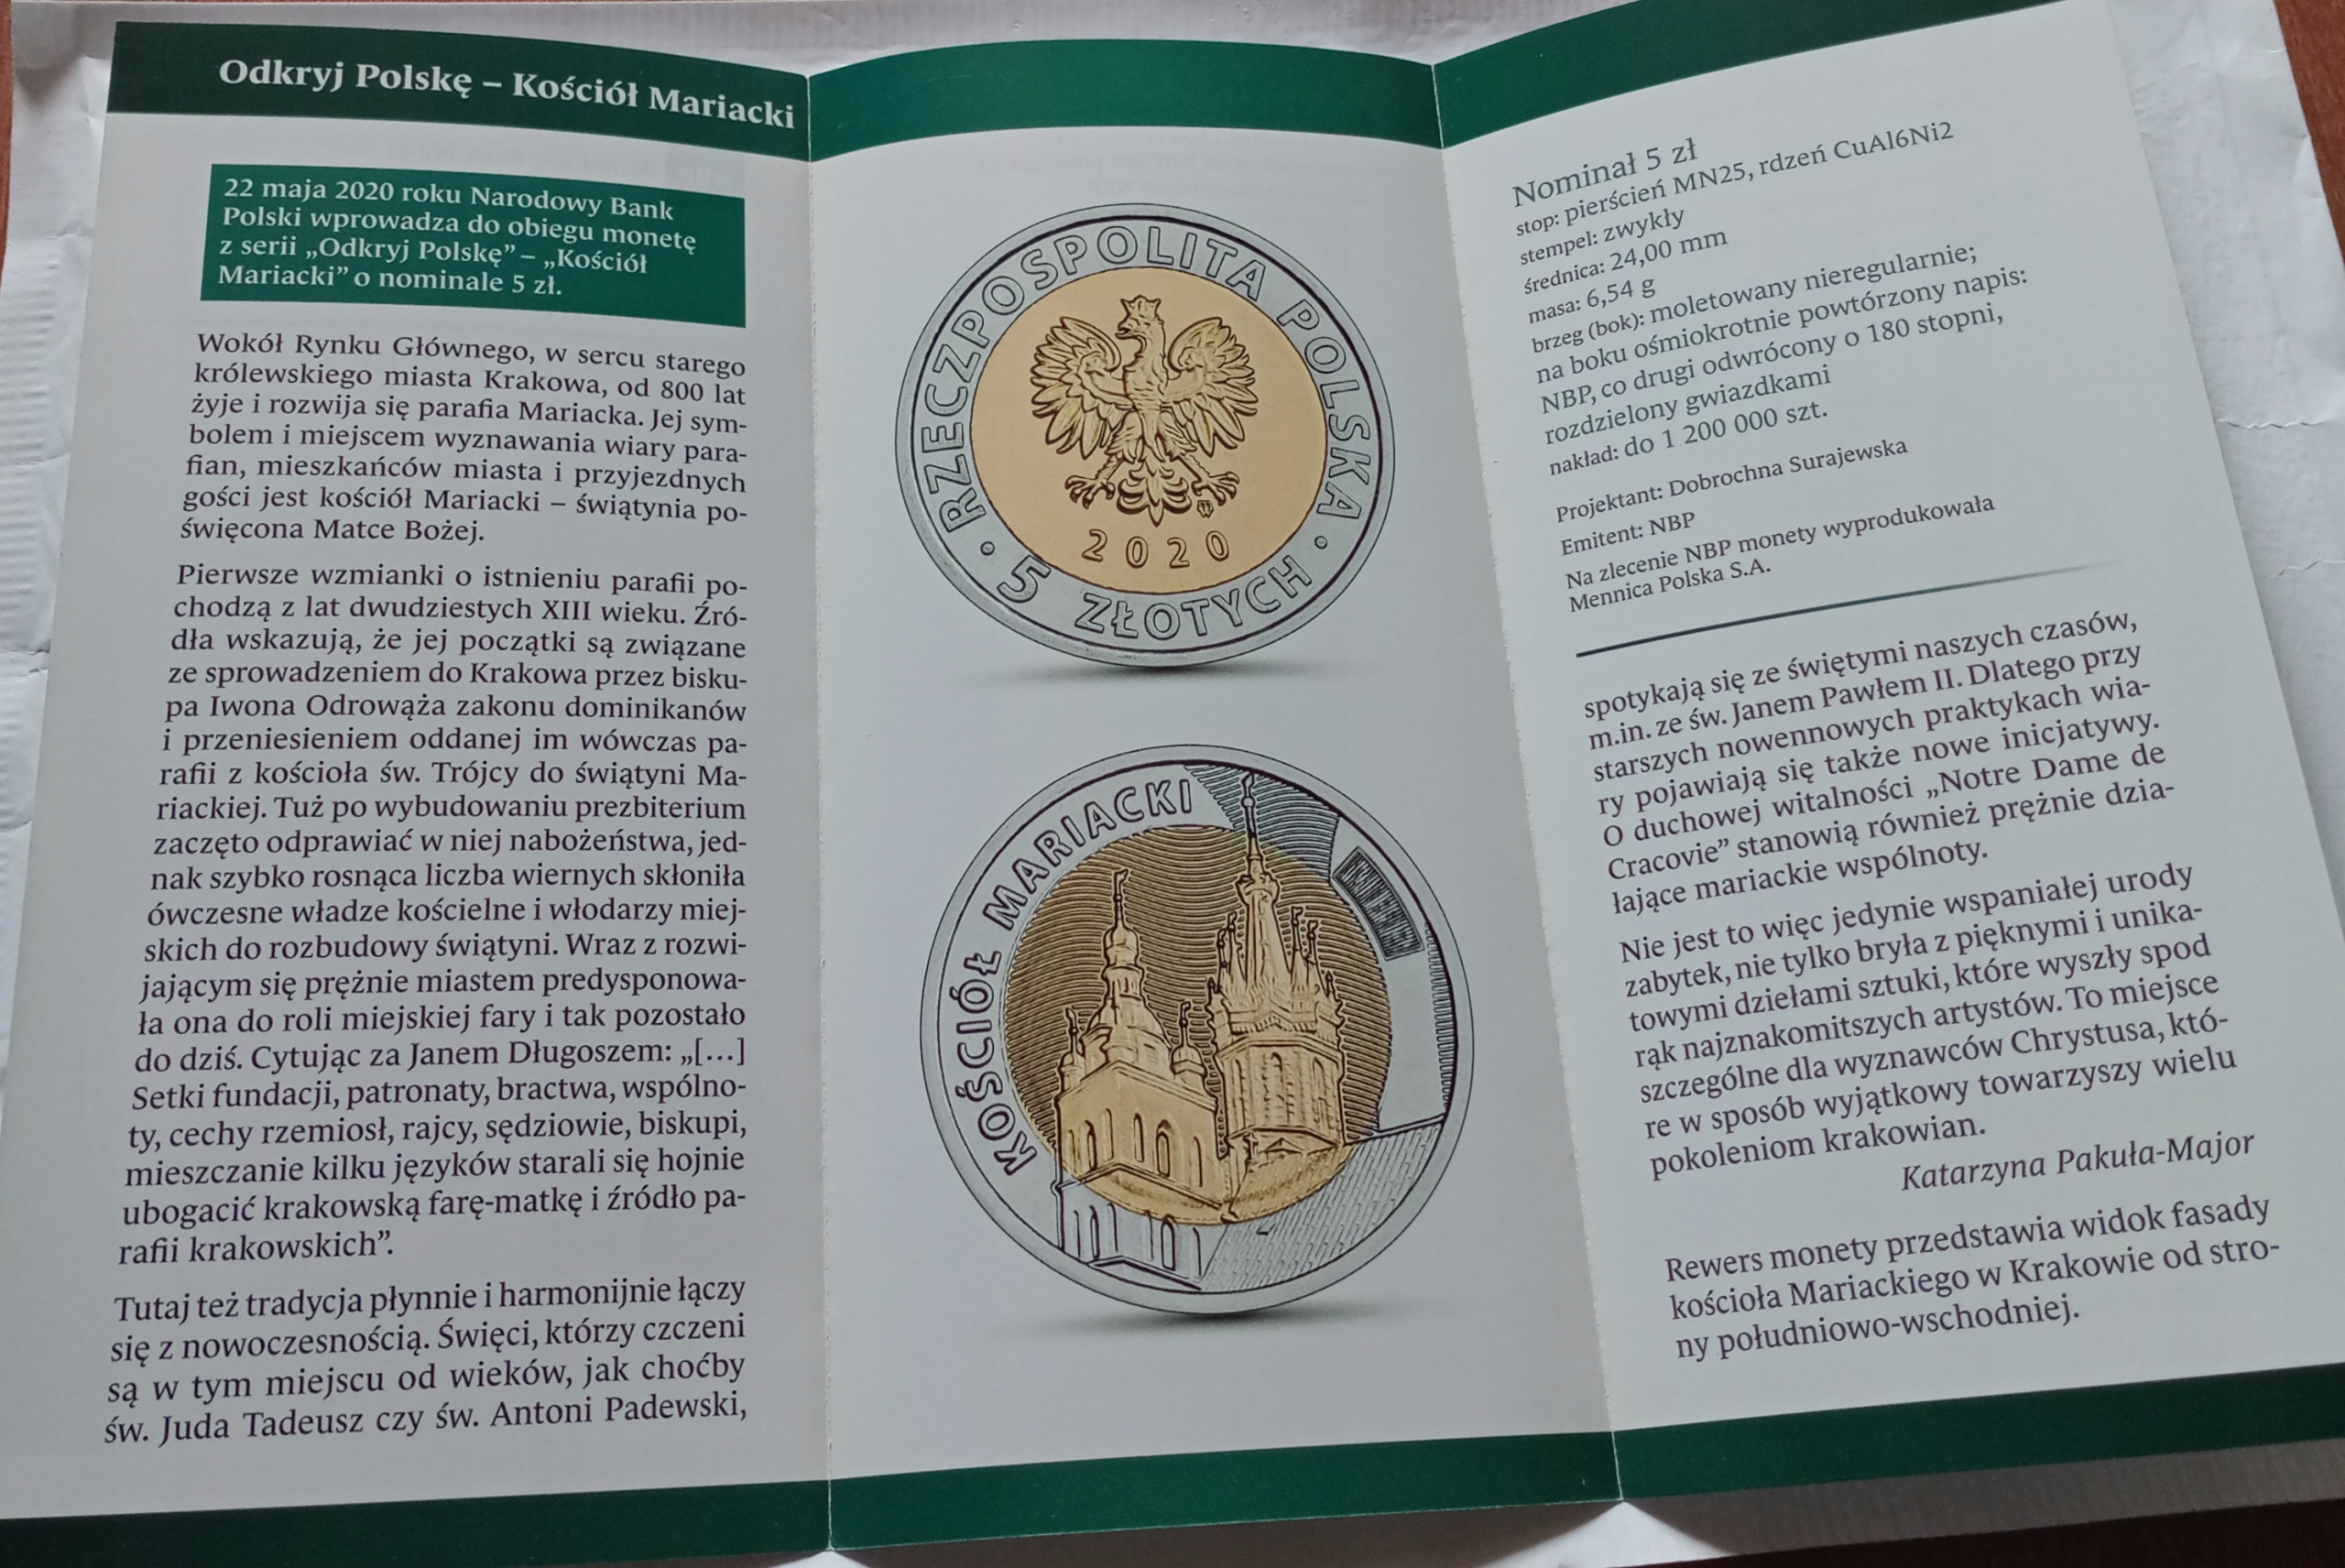 Odkryj Polskę – Kościół Mariacki
22 maja 2020 roku Narodowy Bank
Polski wprowadza do obiegu monetę
z serii „Odkryj Polskę” – „Kościół
Mariacki” o nominale 5 zł.
Wokół Rynku Głównego, w sercu starego
królewskiego miasta Krakowa, od 800 lat
żyje i rozwija się parafia Mariacka. Jej sym-
bolem i miejscem wyznawania wiary para-
fian, mieszkańców miasta i przyjezdnych
gości jest kościół Mariacki – świątynia po-
święcona Matce Bożej.
Pierwsze wzmianki o istnieniu parafii po-
chodzą z lat dwudziestych XIII wieku. Źró-
dła wskazują, że jej początki są związane
ze sprowadzeniem do Krakowa przez bisku-
pa Iwona Odrowąża zakonu dominikanów
i przeniesieniem oddanej im wówczas pa-
rafii z kościoła św. Trójcy do świątyni Ma-
riackiej. Tuż po wybudowaniu prezbiterium
zaczęto odprawiać w niej nabożeństwa, jed-
nak szybko rosnąca liczba wiernych skłoniła
ówczesne władze kościelne i włodarzy miej-
skich do rozbudowy świątyni. Wraz z rozwi-
jającym się prężnie miastem predysponowa-
ła ona do roli miejskiej fary i tak pozostało
do dziś. Cytując za Janem Długoszem: „[…]
Setki fundacji, patronaty, bractwa, wspólno-
ty, cechy rzemiosł, rajcy, sędziowie, biskupi,
mieszczanie kilku języków starali się hojnie
ubogacić krakowską farę-matkę i źródło pa-
rafii krakowskich”.
Tutaj też tradycja płynnie i harmonijnie łączy
się z nowoczesnością. Święci, którzy czczeni
są w tym miejscu od wieków, jak choćby
św. Juda Tadeusz czy św. Antoni Padewski,
RZECZPOSPOLITA POLSKA
2020
5 ZŁOTYCH
KOŚCIÓŁ MARIACKI
Nominał 5 zł
stop: pierścień MN25, rdzeń CuAl6Ni2
stempel: zwykły
średnica: 24,00 mm
masa: 6,54 g
brzeg (bok): moletowany nieregularnie;
na boku ośmiokrotnie powtórzony napis:
NBP, co drugi odwrócony o 180 stopni,
rozdzielony gwiazdkami
nakład: do 1 200 000 szt.
Projektant: Dobrochna Surajewska
Emitent: NBP
Na zlecenie NBP monety wyprodukowała
Mennica Polska S.A.
spotykają się ze świętymi naszych czasów,
m.in. ze św. Janem Pawłem II. Dlatego przy
starszych nowennowych praktykach wia-
ry pojawiają się także nowe inicjatywy.
O duchowej witalności „Notre Dame de
Cracovie” stanowią również prężnie dzia-
łające mariackie wspólnoty.
Nie jest to więc jedynie wspaniałej urody
zabytek, nie tylko bryła z pięknymi i unika-
towymi dziełami sztuki, które wyszły spod
rąk najznakomitszych artystów. To miejsce
szczególne dla wyznawców Chrystusa, któ-
re w sposób wyjątkowy towarzyszy wielu
pokoleniom krakowian.
Katarzyna Pakuła-Major
Rewers monety przedstawia widok fasady
kościoła Mariackiego w Krakowie od stro-
ny południowo-wschodniej.